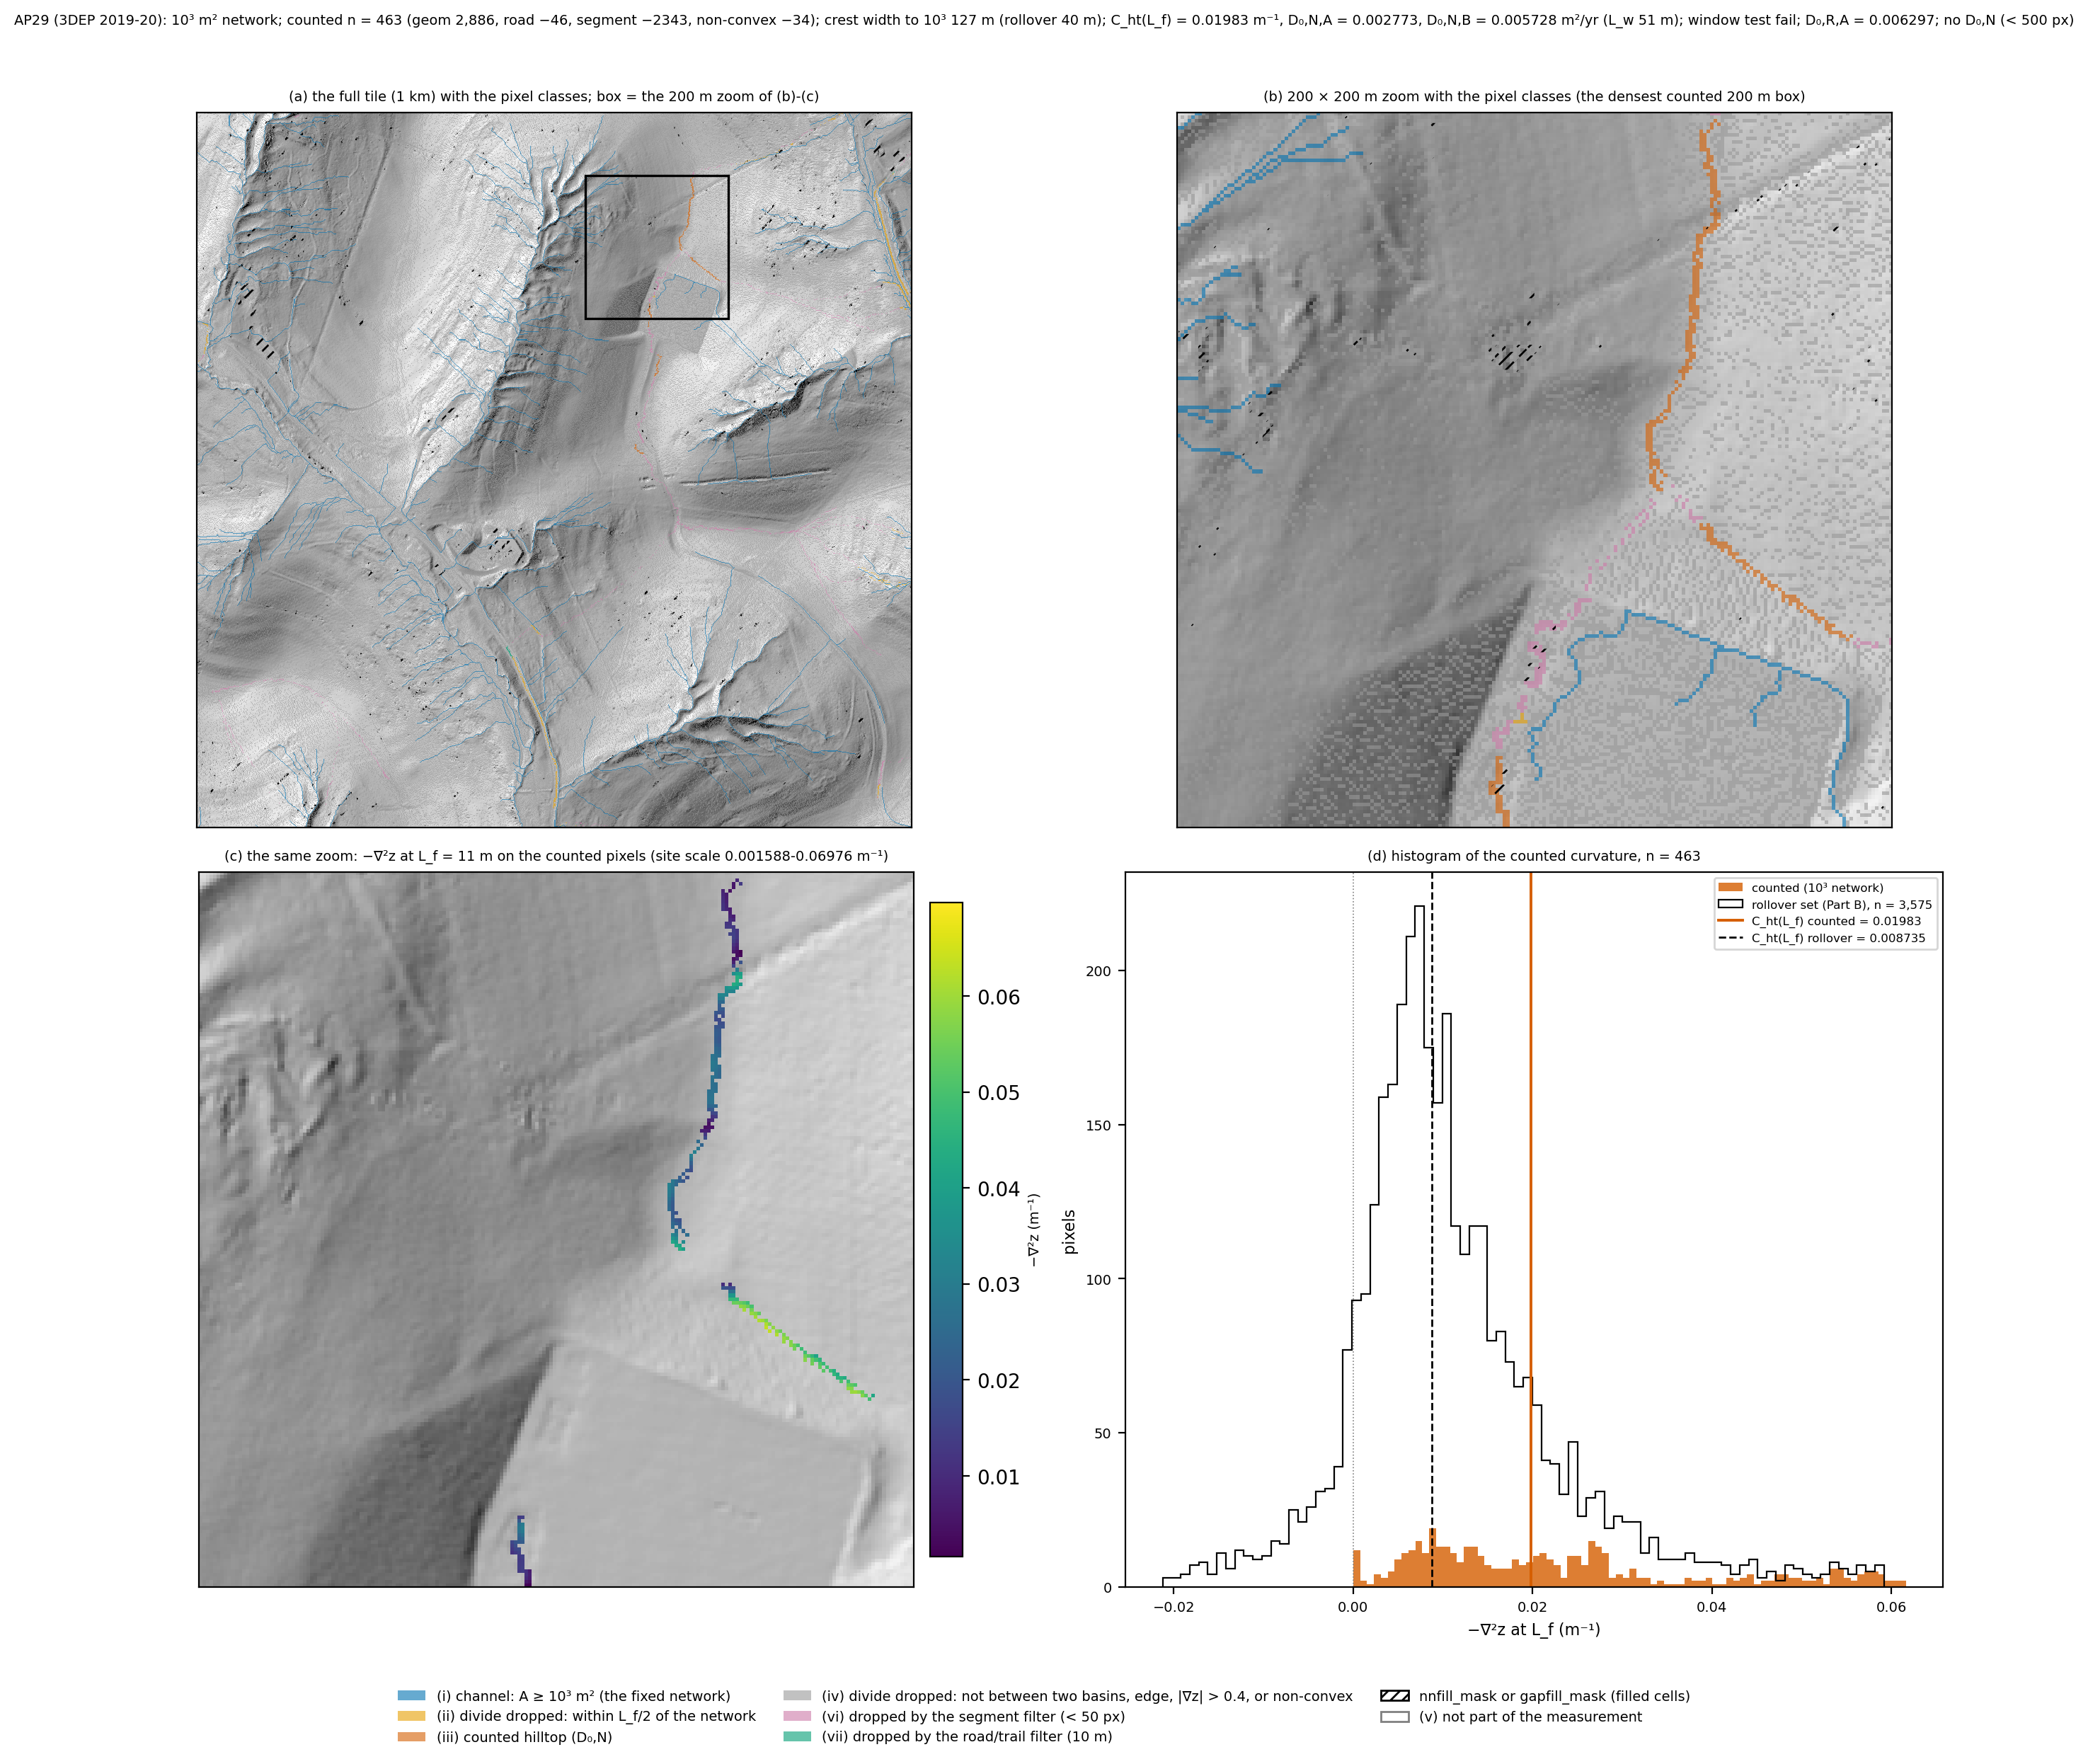 AP29 (3DEP 2019-20): 10³ m² network; counted n = 463 (geom 2,886, road −46, segment −2343, non-convex −34); crest width to 10³ 127 m (rollover 40 m); C_ht(L_f) = 0.01983 m⁻¹, D₀,N,A = 0.002773, D₀,N,B = 0.005728 m²/yr (L_w 51 m); window test fail; D₀,R,A = 0.006297; no D₀,N (< 500 px)
(a) the full tile (1 km) with the pixel classes; box = the 200 m zoom of (b)-(c)
(b) 200 × 200 m zoom with the pixel classes (the densest counted 200 m box)
(c) the same zoom: −∇²z at L_f = 11 m on the counted pixels (site scale 0.001588-0.06976 m⁻¹)
0.06
0.05
0.04
0.03
0.02
0.01
−∇²z (m⁻¹)
(d) histogram of the counted curvature, n = 463
counted (10³ network)
rollover set (Part B), n = 3,575
C_ht(L_f) counted = 0.01983
C_ht(L_f) rollover = 0.008735
200
150
100
50
0
pixels
−0.02
0.00
0.02
0.04
0.06
−∇²z at L_f (m⁻¹)
(i) channel: A ≥ 10³ m² (the fixed network)
(ii) divide dropped: within L_f/2 of the network
(iii) counted hilltop (D₀,N)
(iv) divide dropped: not between two basins, edge, |∇z| > 0.4, or non-convex
(vi) dropped by the segment filter (< 50 px)
(vii) dropped by the road/trail filter (10 m)
nnfill_mask or gapfill_mask (filled cells)
(v) not part of the measurement